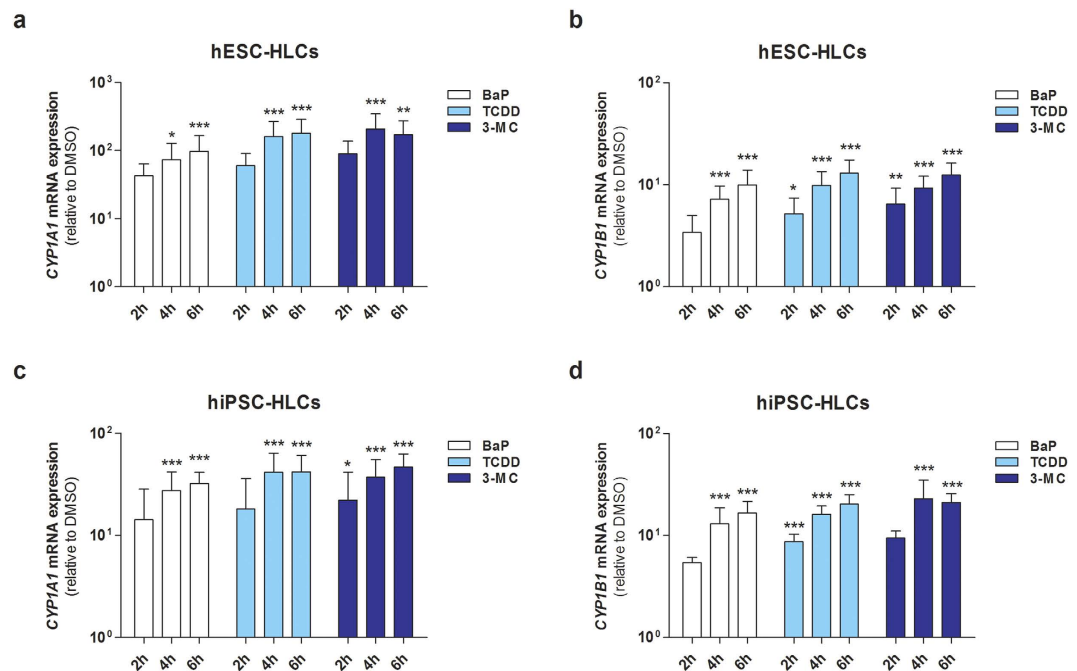 a
hESC-HLCs
CYP1A1 mRNA expression
(relative to DMSO)
10³
10²
10¹
10⁰
* *** *** *** *** **
2h 4h 6h 2h 4h 6h 2h 4h 6h
BaP
TCDD
3-MC
b
hESC-HLCs
CYP1B1 mRNA expression
(relative to DMSO)
10²
10¹
10⁰
*** *** * *** *** ** *** ***
2h 4h 6h 2h 4h 6h 2h 4h 6h
BaP
TCDD
3-MC
c
hiPSC-HLCs
CYP1A1 mRNA expression
(relative to DMSO)
10²
10¹
10⁰
*** *** *** *** * *** ***
2h 4h 6h 2h 4h 6h 2h 4h 6h
BaP
TCDD
3-MC
d
hiPSC-HLCs
CYP1B1 mRNA expression
(relative to DMSO)
10²
10¹
10⁰
*** *** *** *** *** *** ***
2h 4h 6h 2h 4h 6h 2h 4h 6h
BaP
TCDD
3-MC